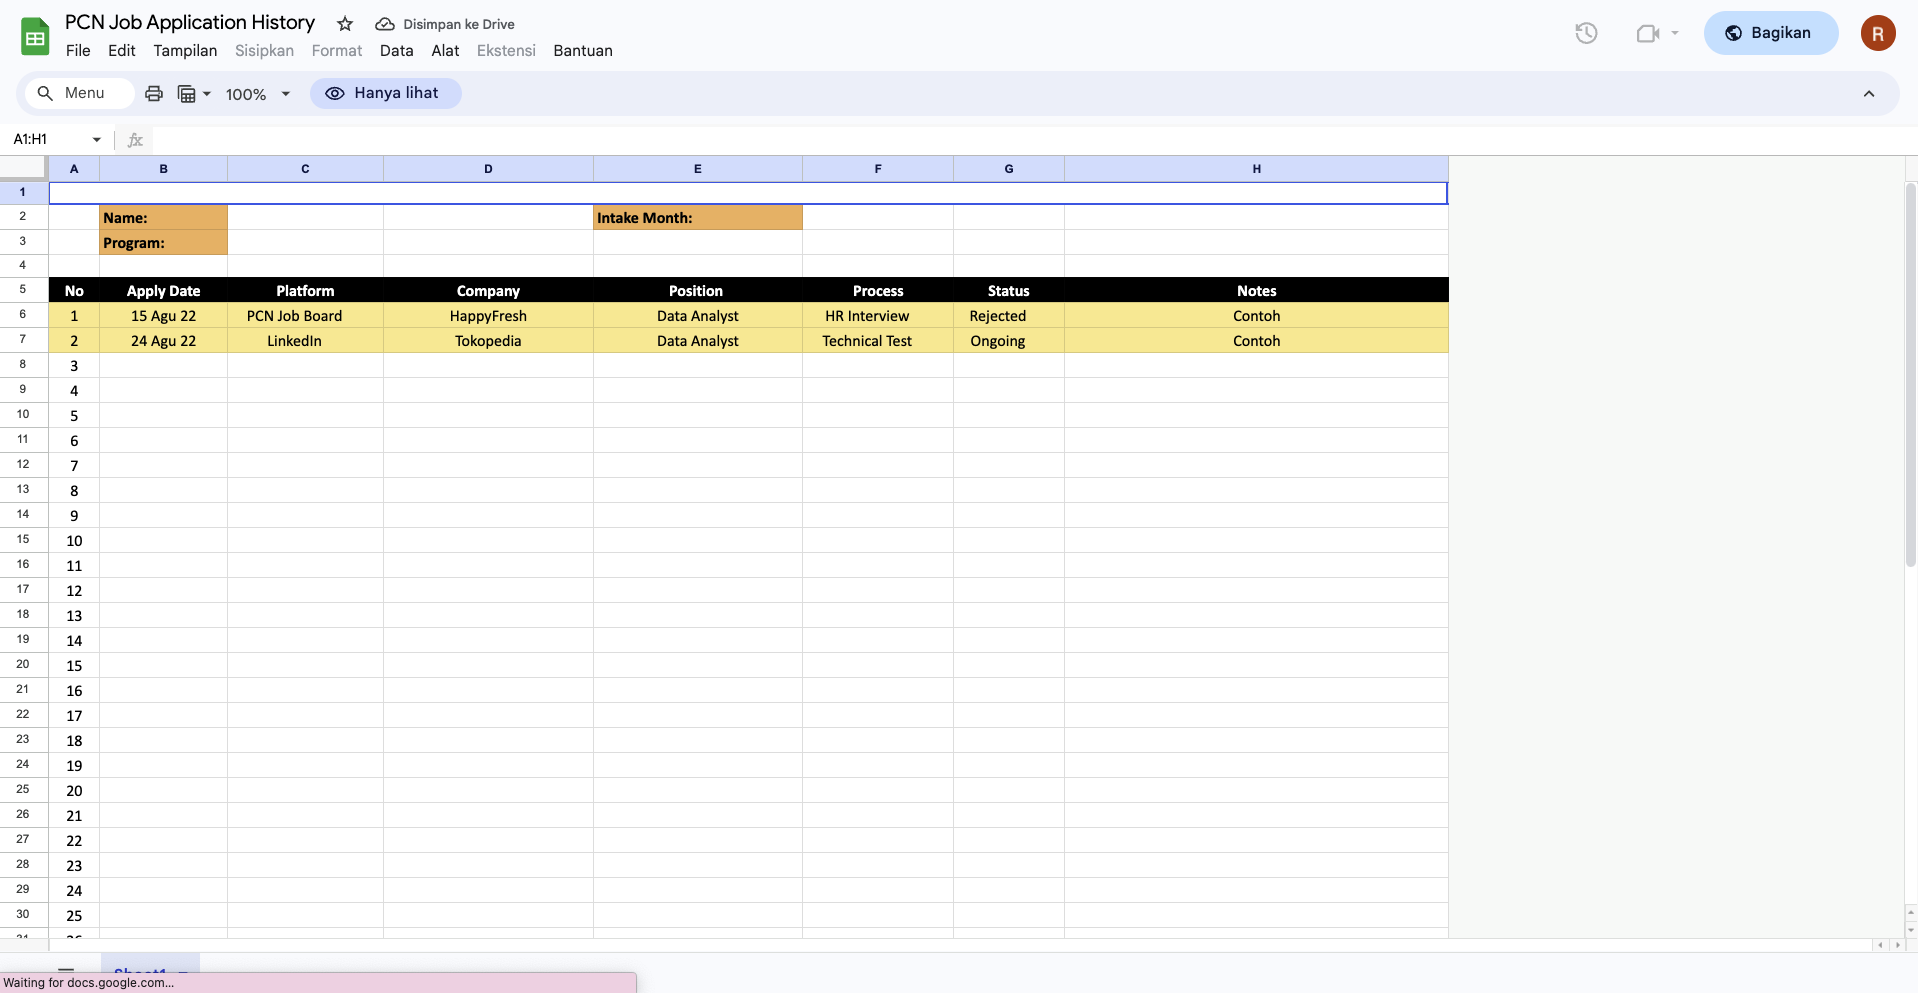 PCN Job Application History Disimpan ke Drive
File Edit Tampilan Sisipkan Format Data Alat Ekstensi Bantuan
Bagikan
R
Menu 100% Hanya lihat
A1:H1 fx
A B C D E F G H
1
2 Name: Intake Month:
3 Program:
4
5 No Apply Date Platform Company Position Process Status Notes
6 1 15 Agu 22 PCN Job Board HappyFresh Data Analyst HR Interview Rejected Contoh
7 2 24 Agu 22 LinkedIn Tokopedia Data Analyst Technical Test Ongoing Contoh
8 3
9 4
10 5
11 6
12 7
13 8
14 9
15 10
16 11
17 12
18 13
19 14
20 15
21 16
22 17
23 18
24 19
25 20
26 21
27 22
28 23
29 24
30 25
31 26
Sheet1
Waiting for docs.google.com...